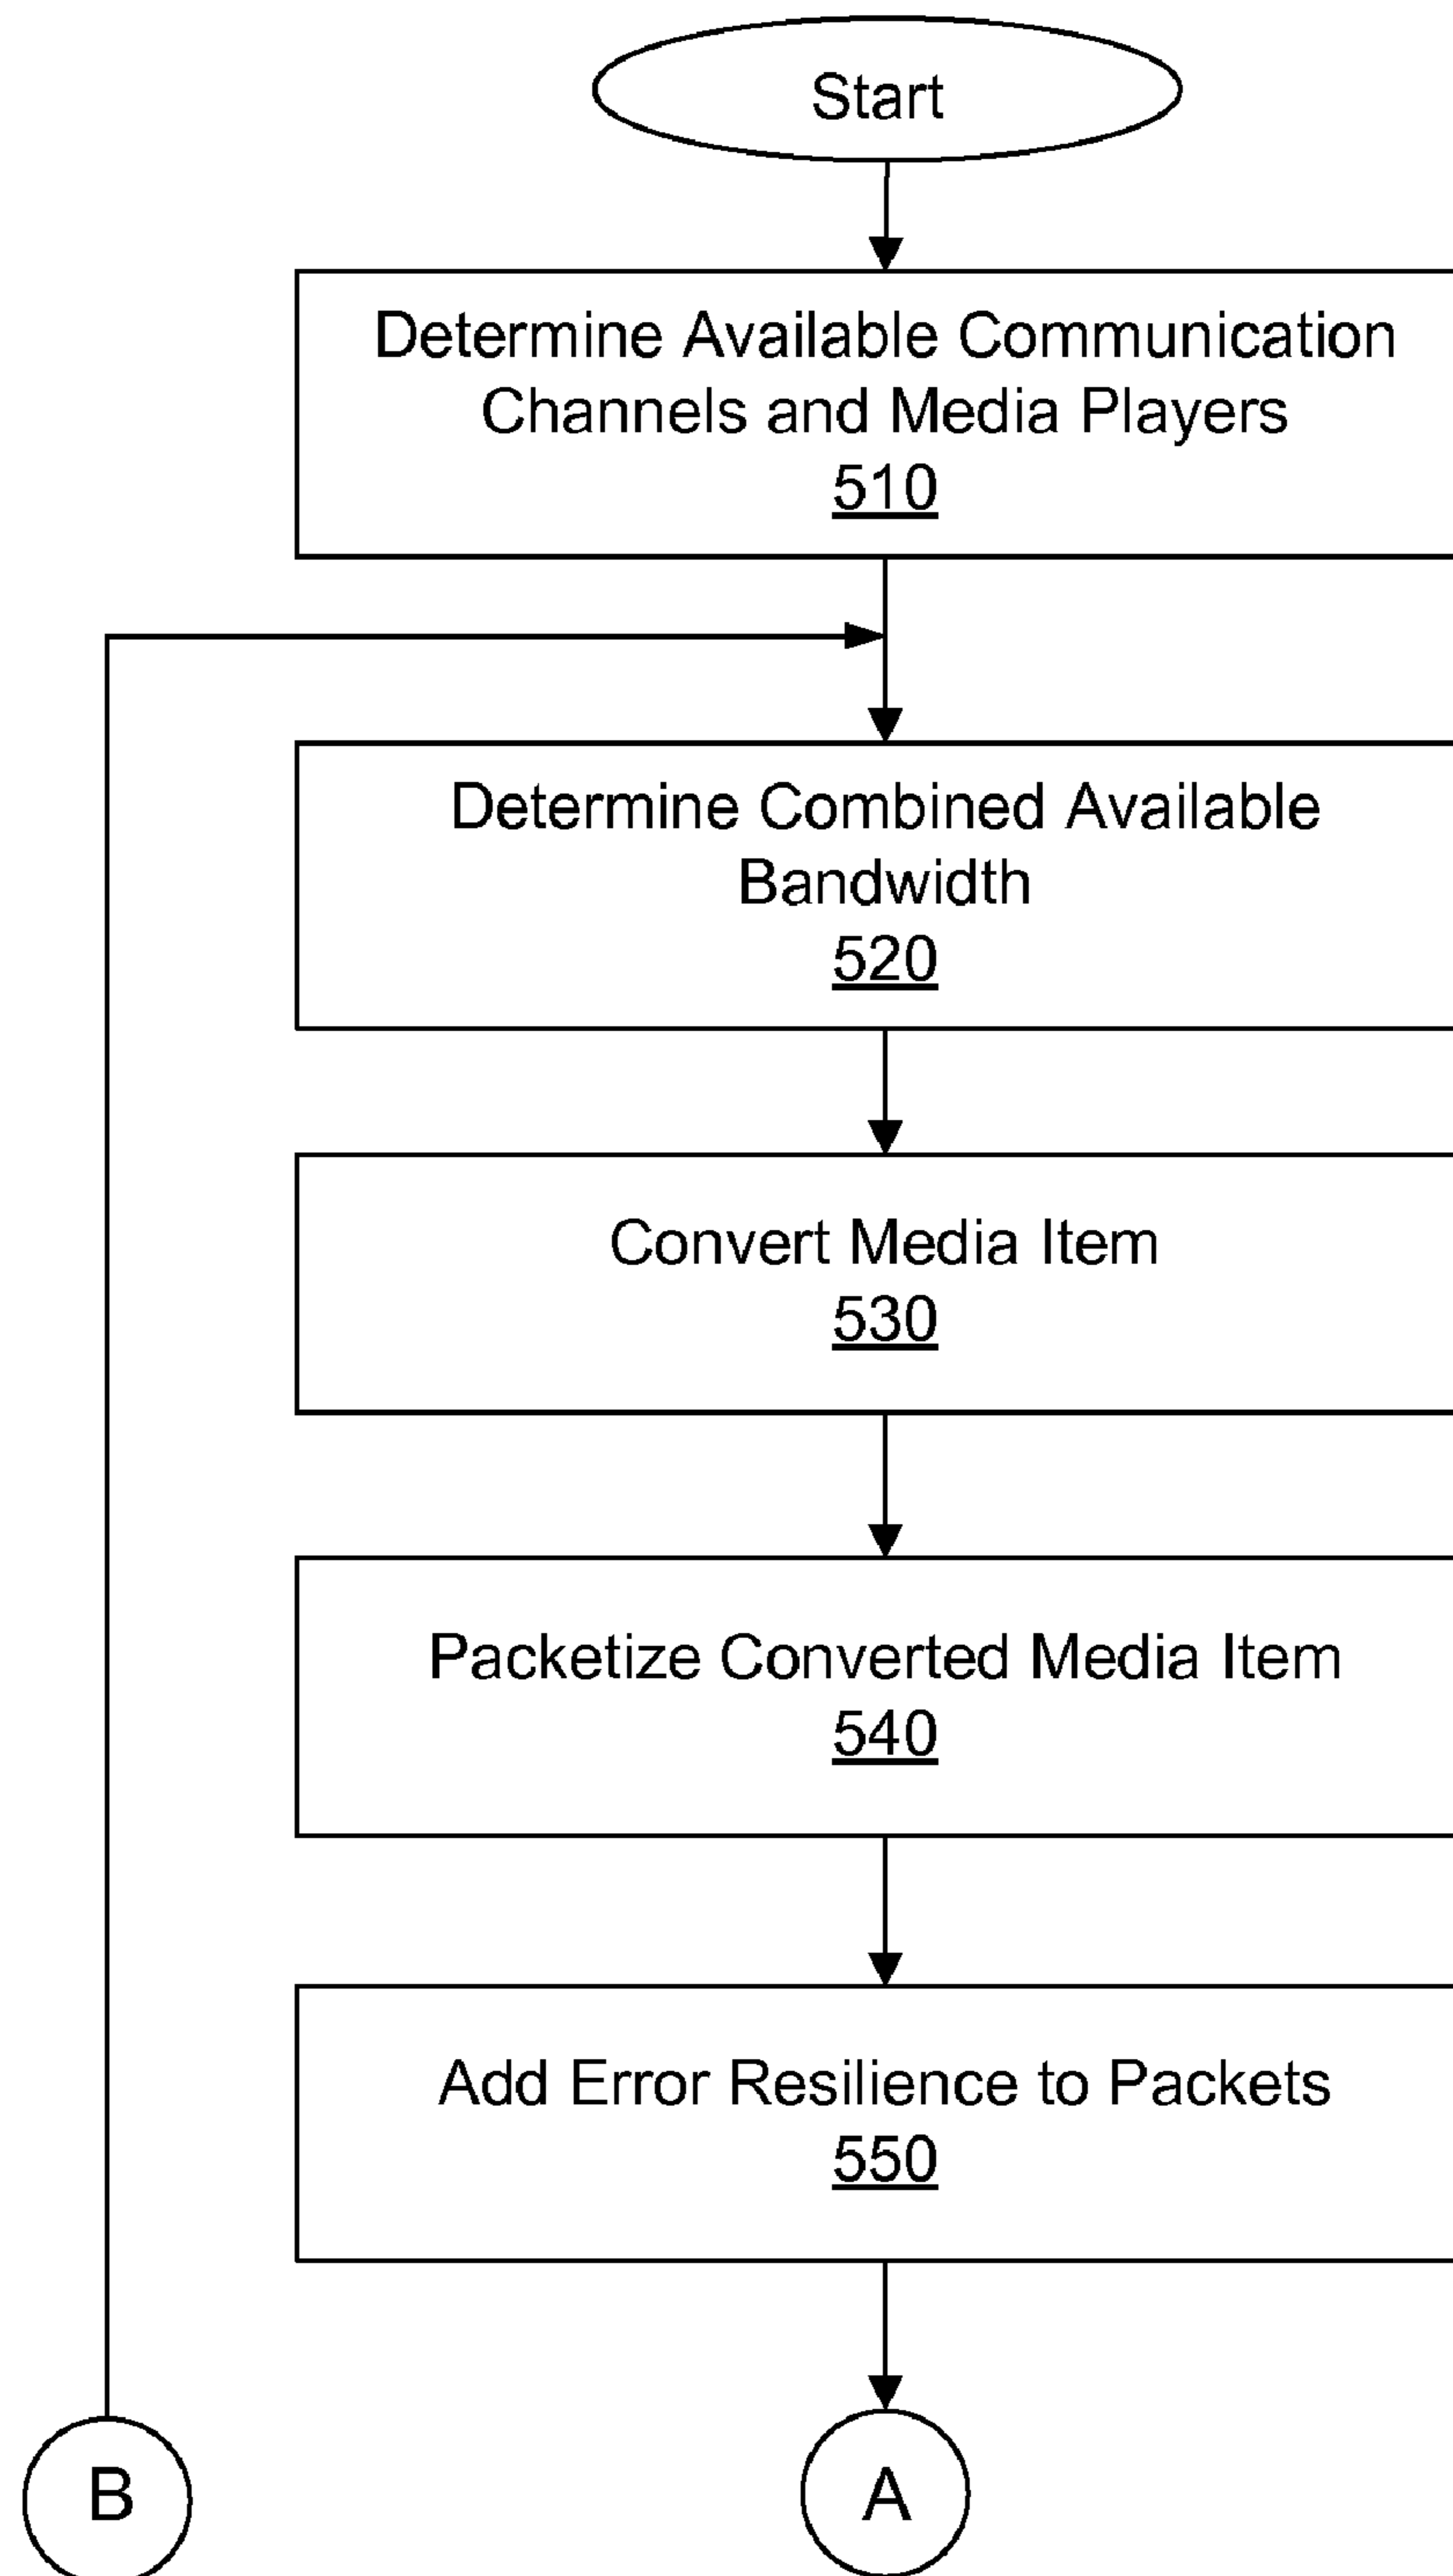 Start
Determine Available Communication
Channels and Media Players
510
Determine Combined Available
Bandwidth
520
Convert Media Item
530
Packetize Converted Media Item
540
Add Error Resilience to Packets
550
B
A